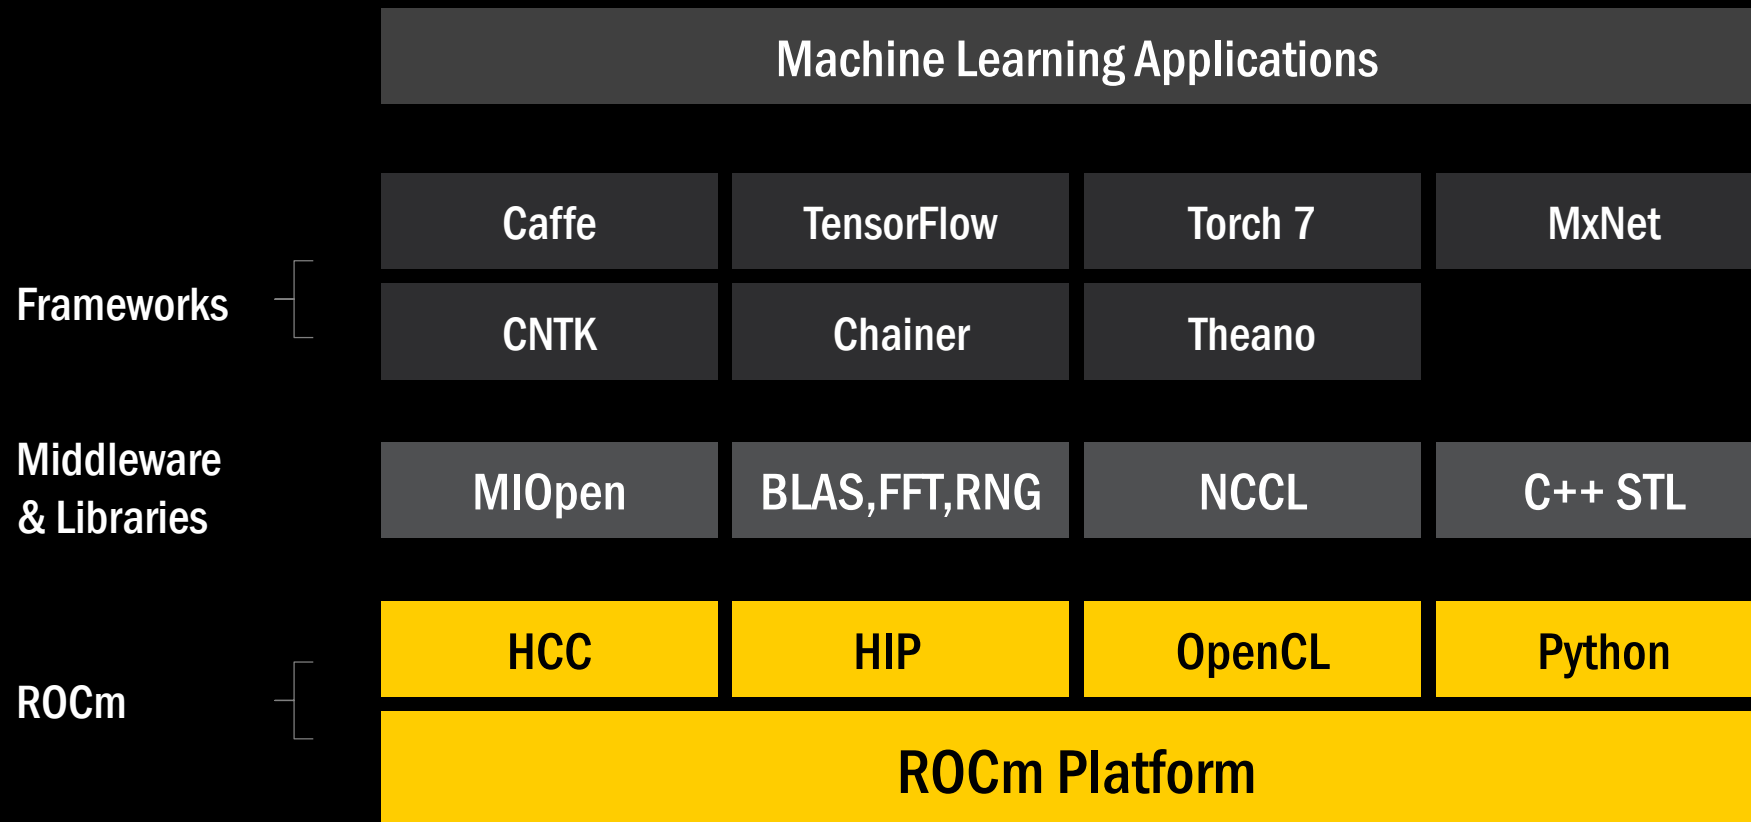 Machine Learning Applications
Frameworks
Caffe
TensorFlow
Torch 7
MxNet
CNTK
Chainer
Theano
Middleware
& Libraries
MIOpen
BLAS,FFT,RNG
NCCL
C++ STL
ROCm
HCC
HIP
OpenCL
Python
ROCm Platform